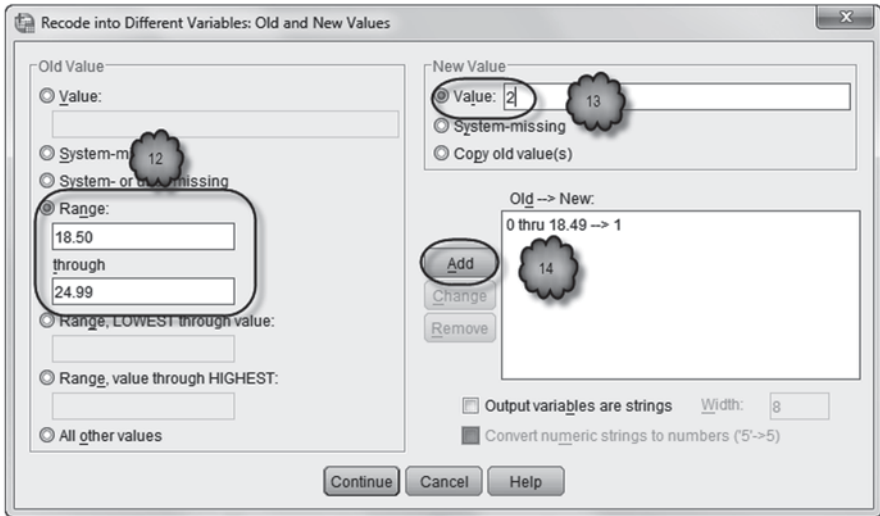 Recode into Different Variables: Old and New Values
Old Value
Value:
System-m
12
System- or missing
Range:
18.50
through
24.99
Range, LOWEST through value:
Range, value through HIGHEST:
All other values
New Value
Value: 2
13
System-missing
Copy old value(s)
Old --> New:
0 thru 18.49 --> 1
Add
14
Change
Remove
Output variables are strings Width: 8
Convert numeric strings to numbers ('5'->5)
Continue Cancel Help